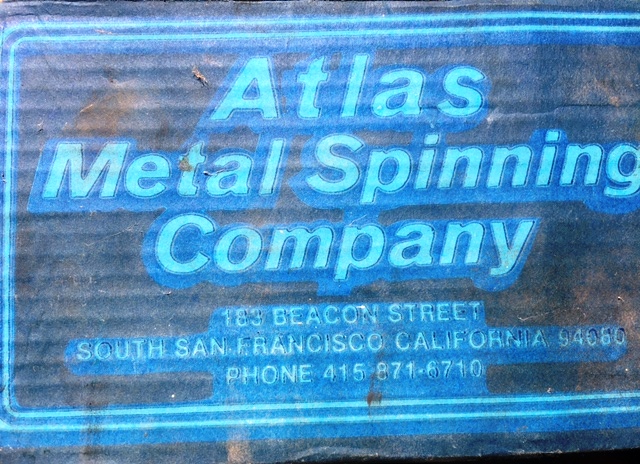 Atlas
Metal Spinning
Company
183 BEACON STREET
SOUTH SAN FRANCISCO CALIFORNIA 94080
PHONE 415 871-6710